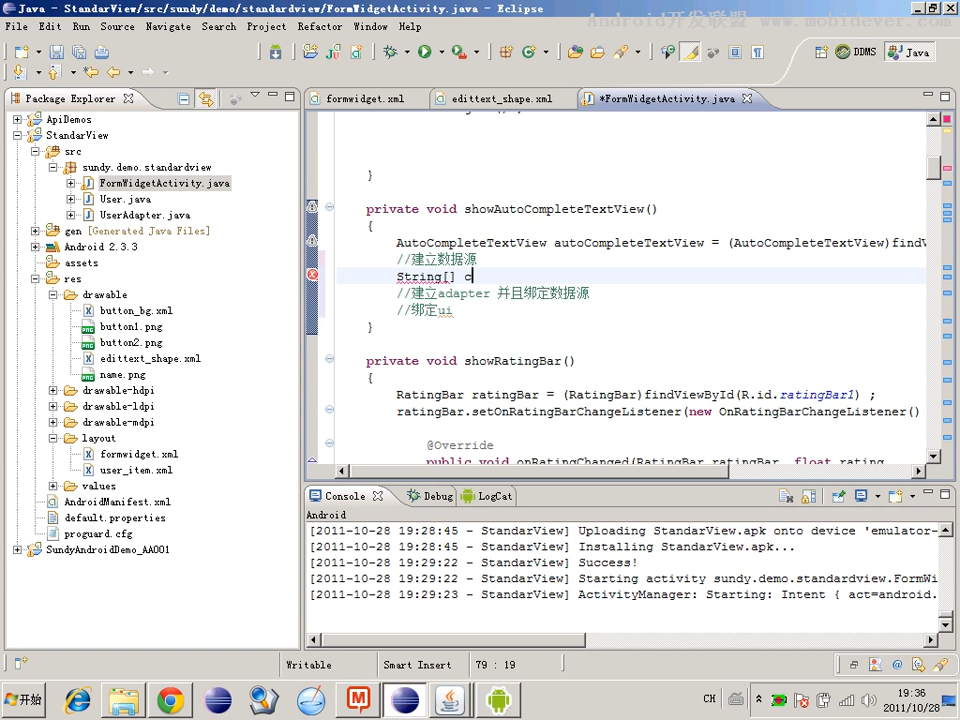 Java - StandarView/src/sundy/demo/standardview/FormWidgetActivity.java - Eclipse
Android开发联盟 www.mobidever.com
File Edit Run Source Navigate Search Project Refactor Window Help
DDMS
Java
Package Explorer
formwidget.xml
edittext_shape.xml
*FormWidgetActivity.java
ApiDemos
StandarView
src
sundy.demo.standardview
FormWidgetActivity.java
User.java
UserAdapter.java
gen [Generated Java Files]
Android 2.3.3
assets
res
drawable
button_bg.xml
button1.png
button2.png
edittext_shape.xml
name.png
drawable-hdpi
drawable-ldpi
drawable-mdpi
layout
formwidget.xml
user_item.xml
values
AndroidManifest.xml
default.properties
proguard.cfg
SundyAndroidDemo_AA001
}
private void showAutoCompleteTextView()
{
AutoCompleteTextView autoCompleteTextView = (AutoCompleteTextView)findV
//建立数据源
String[] c
//建立adapter 并且绑定数据源
//绑定ui
}
private void showRatingBar()
{
RatingBar ratingBar = (RatingBar)findViewById(R.id.ratingBar1) ;
ratingBar.setOnRatingBarChangeListener(new OnRatingBarChangeListener()
@Override
public void onRatingChanged(RatingBar ratingBar, float rating,
Console
Debug
LogCat
Android
[2011-10-28 19:28:45 - StandarView] Uploading StandarView.apk onto device 'emulator-
[2011-10-28 19:28:45 - StandarView] Installing StandarView.apk...
[2011-10-28 19:29:22 - StandarView] Success!
[2011-10-28 19:29:22 - StandarView] Starting activity sundy.demo.standardview.FormWi
[2011-10-28 19:29:23 - StandarView] ActivityManager: Starting: Intent { act=android.
Writable
Smart Insert
79 : 19
开始
CH
19:36
2011/10/28